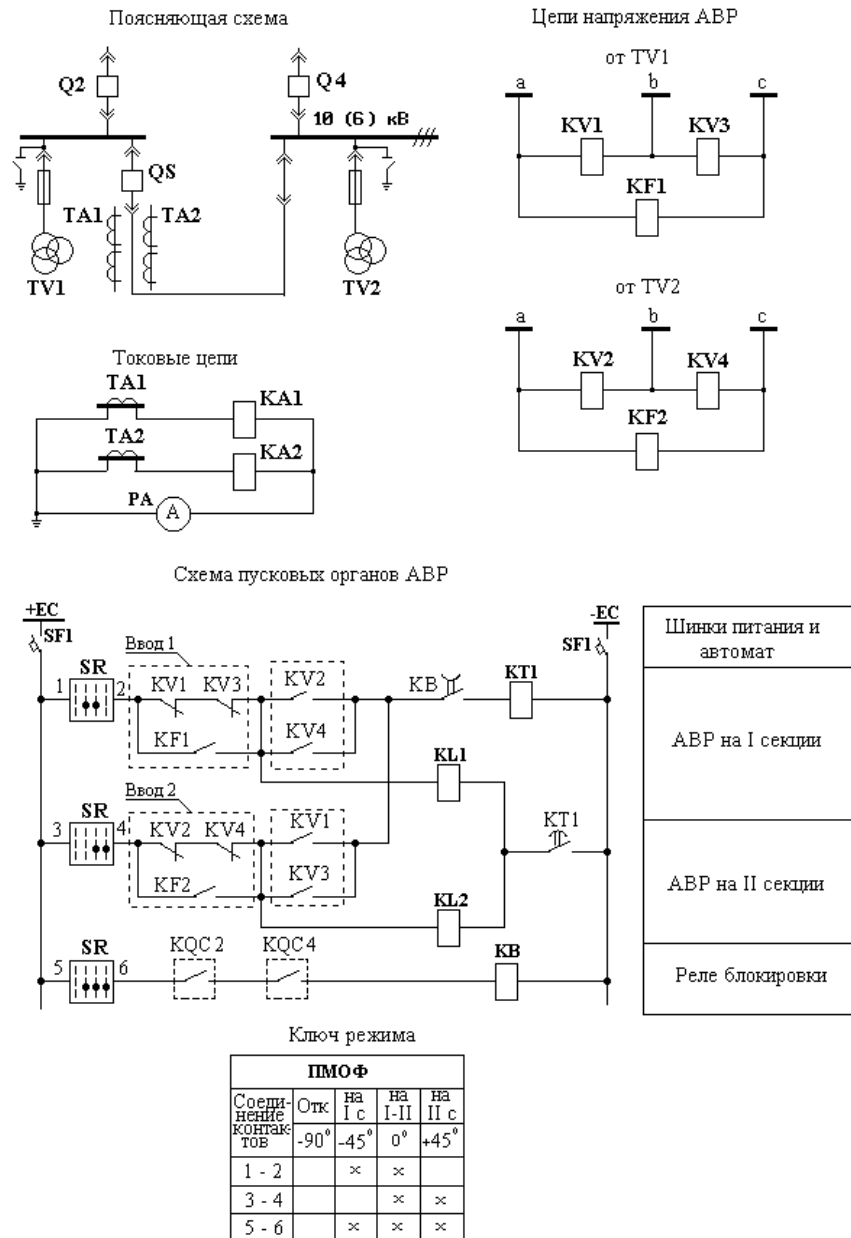 Поясняющая схема
Q2
Q4
10 (6) кВ
QS
TA1
TA2
TV1
TV2
Цепи напряжения АВР
от TV1
a
b
c
KV1
KV3
KF1
от TV2
a
b
c
KV2
KV4
KF2
Токовые цепи
TA1
KA1
TA2
KA2
PA
A
Схема пусковых органов АВР
+EC
-EC
SF1
SF1
Ввод 1
1
SR
2
KV1
KV3
KV2
KB
KT1
KF1
KV4
KL1
Ввод 2
3
SR
4
KV2
KV4
KV1
KT1
KF2
KV3
KL2
5
SR
6
KQC2
KQC4
KB
Шинки питания и
автомат
АВР на I секции
АВР на II секции
Реле блокировки
Ключ режима
ПМОФ
Соеди-
нение
контак-
тов
Отк
на
I с
на
I-II
на
II с
-90°
-45°
0°
+45°
1 - 2 × ×
3 - 4 × ×
5 - 6 × × ×